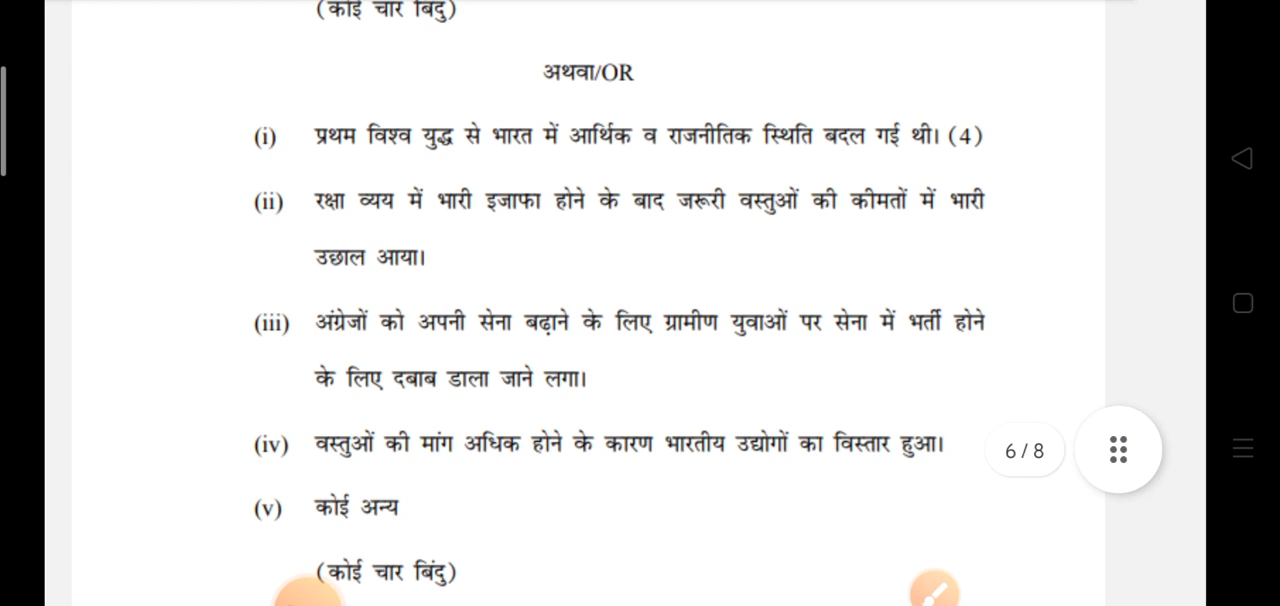 (कोई चार बिंदु)
अथवा/OR
(i) प्रथम विश्व युद्ध से भारत में आर्थिक व राजनीतिक स्थिति बदल गई थी। (4)
(ii) रक्षा व्यय में भारी इजाफा होने के बाद जरूरी वस्तुओं की कीमतों में भारी
उछाल आया।
(iii) अंग्रेजों को अपनी सेना बढ़ाने के लिए ग्रामीण युवाओं पर सेना में भर्ती होने
के लिए दबाब डाला जाने लगा।
(iv) वस्तुओं की मांग अधिक होने के कारण भारतीय उद्योगों का विस्तार हुआ।
6 / 8
(v) कोई अन्य
(कोई चार बिंदु)